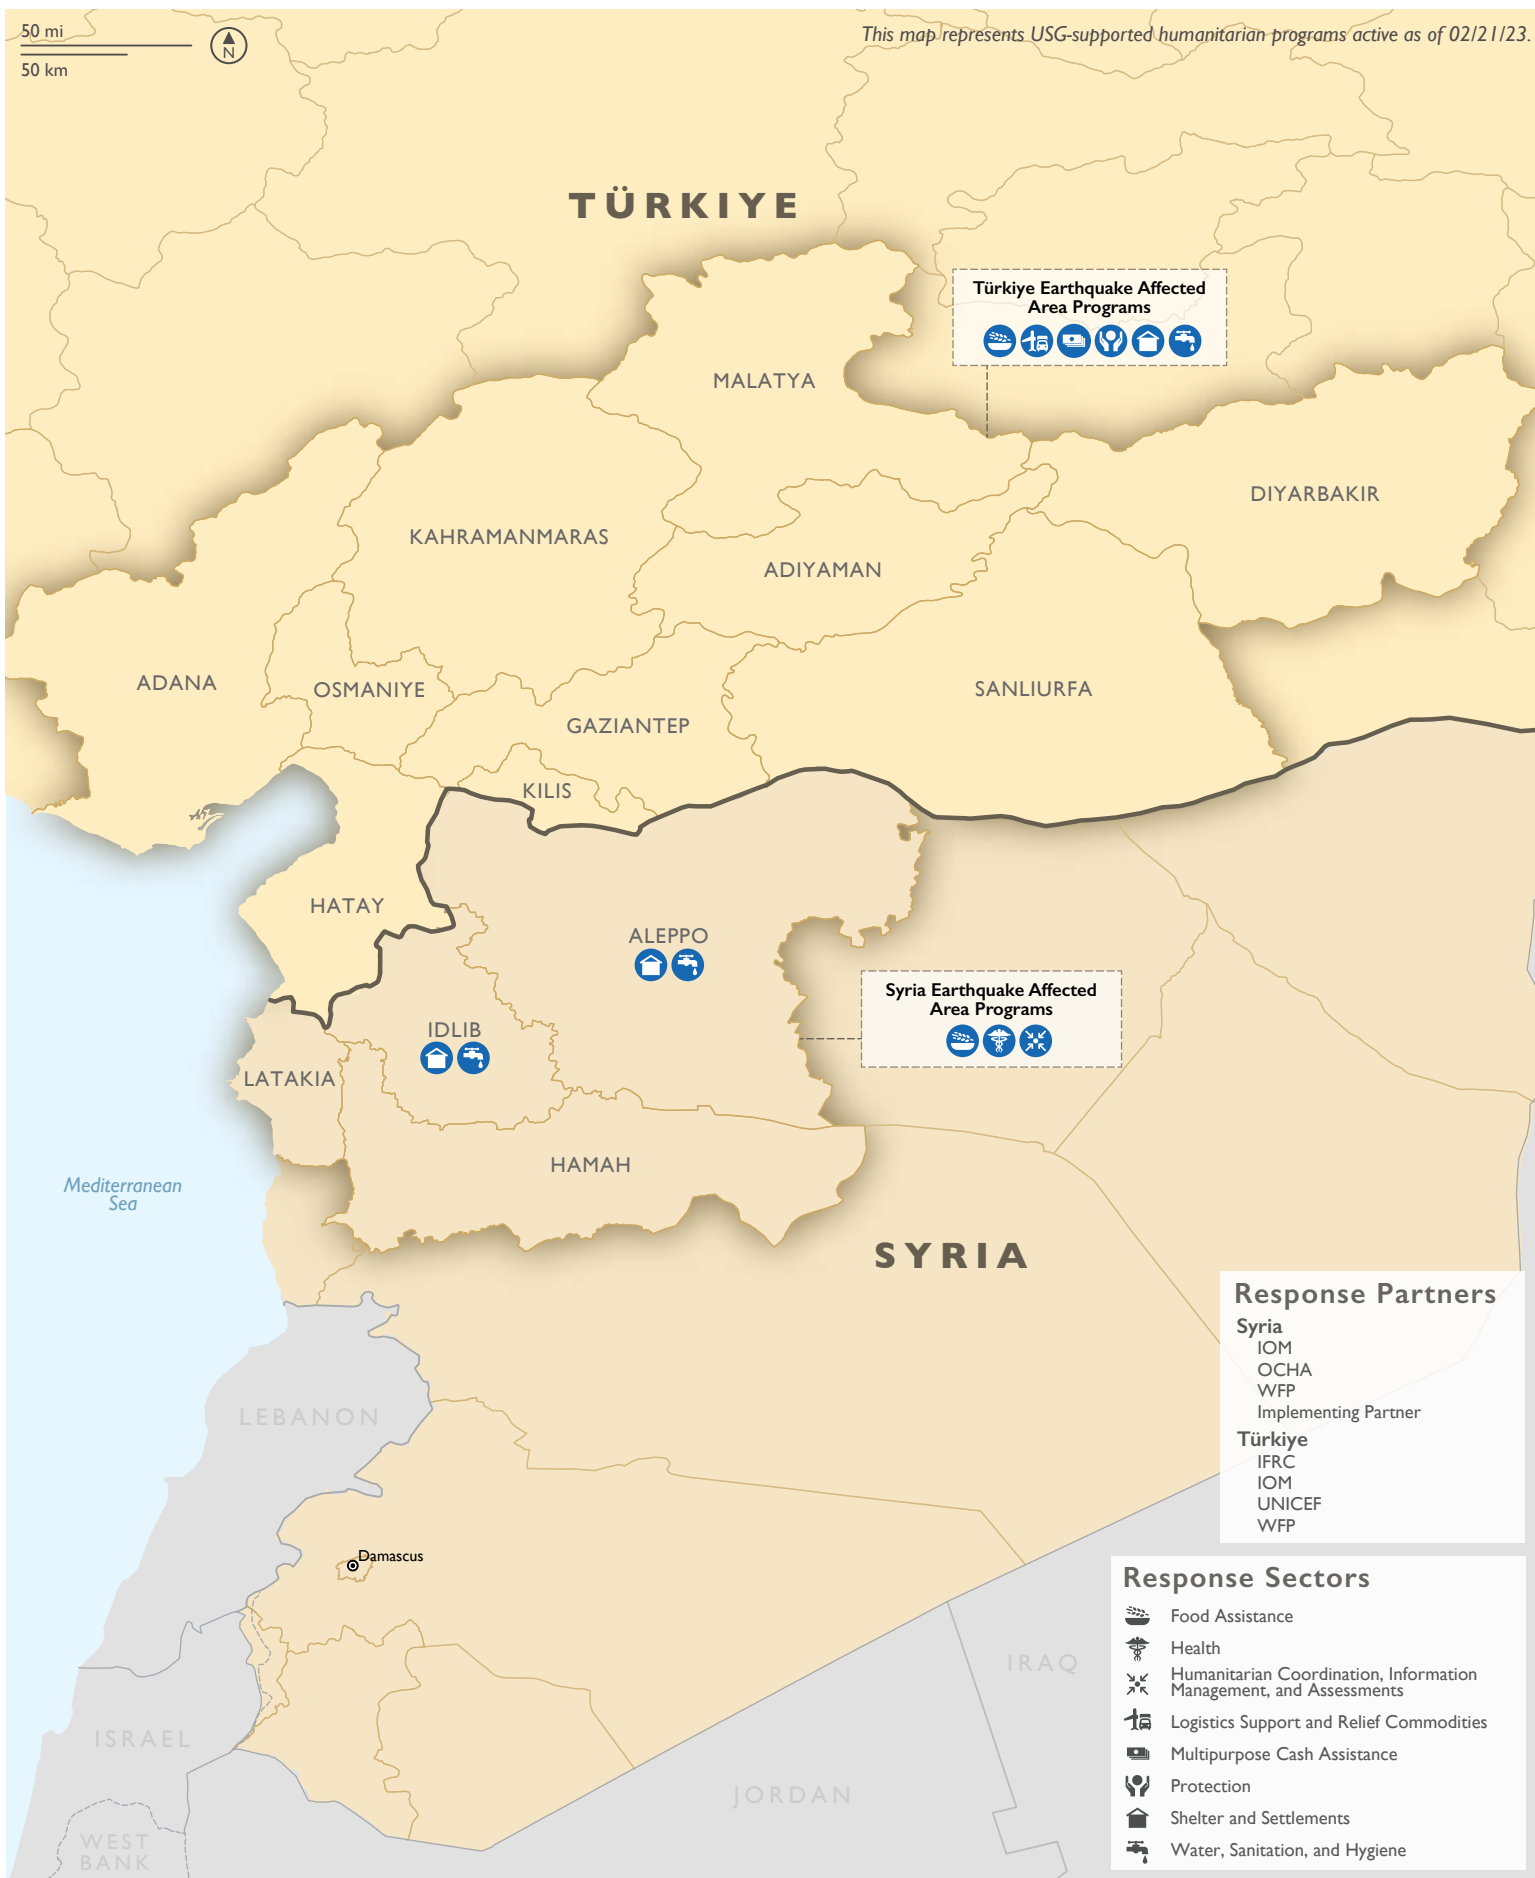 50 mi
50 km
N
This map represents USG-supported humanitarian programs active as of 02/21/23.
TÜRKIYE
Türkiye Earthquake Affected
Area Programs
MALATYA
DIYARBAKIR
KAHRAMANMARAS
ADIYAMAN
ADANA
OSMANIYE
SANLIURFA
GAZIANTEP
KILIS
HATAY
ALEPPO
Syria Earthquake Affected
Area Programs
IDLIB
LATAKIA
HAMAH
Mediterranean
Sea
SYRIA
Response Partners
Syria
IOM
OCHA
WFP
Implementing Partner
Türkiye
IFRC
IOM
UNICEF
WFP
LEBANON
Damascus
IRAQ
ISRAEL
JORDAN
WEST
BANK
Response Sectors
Food Assistance
Health
Humanitarian Coordination, Information
Management, and Assessments
Logistics Support and Relief Commodities
Multipurpose Cash Assistance
Protection
Shelter and Settlements
Water, Sanitation, and Hygiene